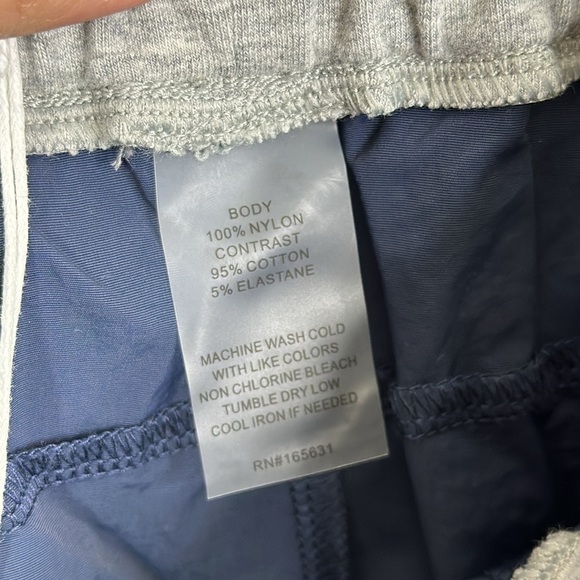 BODY
100% NYLON
CONTRAST
95% COTTON
5% ELASTANE
MACHINE WASH COLD
WITH LIKE COLORS
NON CHLORINE BLEACH
TUMBLE DRY LOW
COOL IRON IF NEEDED
RN#165631